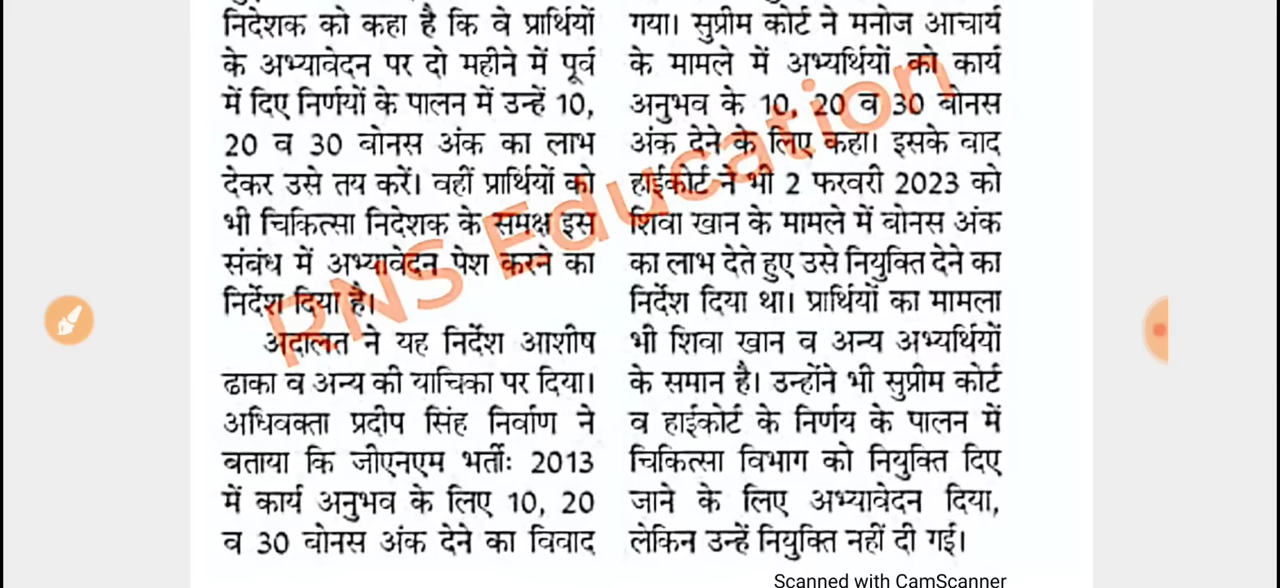 निदेशक को कहा है कि वे प्रार्थियों
के अभ्यावेदन पर दो महीने में पूर्व
में दिए निर्णयों के पालन में उन्हें 10,
20 व 30 बोनस अंक का लाभ
देकर उसे तय करें। वहीं प्रार्थियों को
भी चिकित्सा निदेशक के समक्ष इस
संबंध में अभ्यावेदन पेश करने का
निर्देश दिया है।
अदालत ने यह निर्देश आशीष
ढाका व अन्य की याचिका पर दिया।
अधिवक्ता प्रदीप सिंह निर्वाण ने
बताया कि जीएनएम भर्तीः 2013
में कार्य अनुभव के लिए 10, 20
व 30 बोनस अंक देने का विवाद
गया। सुप्रीम कोर्ट ने मनोज आचार्य
के मामले में अभ्यर्थियों को कार्य
अनुभव के 10, 20 व 30 बोनस
अंक देने के लिए कहा। इसके बाद
हाईकोर्ट ने भी 2 फरवरी 2023 को
शिवा खान के मामले में बोनस अंक
का लाभ देते हुए उसे नियुक्ति देने का
निर्देश दिया था। प्रार्थियों का मामला
भी शिवा खान व अन्य अभ्यर्थियों
के समान है। उन्होंने भी सुप्रीम कोर्ट
व हाईकोर्ट के निर्णय के पालन में
चिकित्सा विभाग को नियुक्ति दिए
जाने के लिए अभ्यावेदन दिया,
लेकिन उन्हें नियुक्ति नहीं दी गई।
RNS Education
Scanned with CamScanner